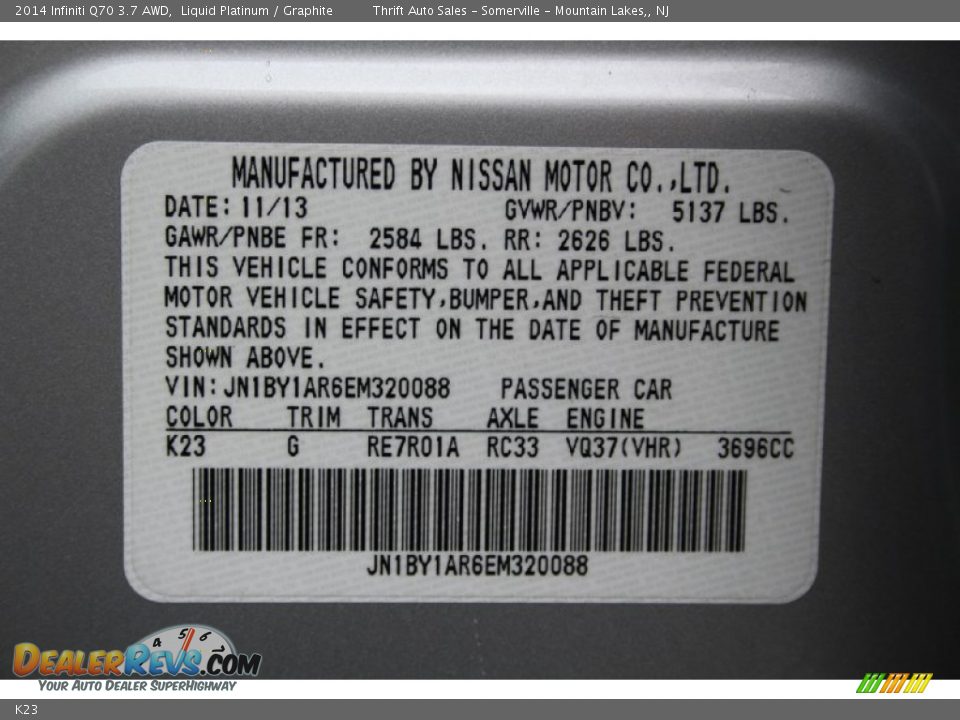 2014 Infiniti Q70 3.7 AWD, Liquid Platinum / Graphite Thrift Auto Sales - Somerville - Mountain Lakes,, NJ
MANUFACTURED BY NISSAN MOTOR CO.,LTD.
DATE: 11/13 GVWR/PNBV: 5137 LBS.
GAWR/PNBE FR: 2584 LBS. RR: 2626 LBS.
THIS VEHICLE CONFORMS TO ALL APPLICABLE FEDERAL
MOTOR VEHICLE SAFETY,BUMPER,AND THEFT PREVENTION
STANDARDS IN EFFECT ON THE DATE OF MANUFACTURE
SHOWN ABOVE.
VIN: JN1BY1AR6EM320088 PASSENGER CAR
COLOR TRIM TRANS AXLE ENGINE
K23 G RE7R01A RC33 VQ37(VHR) 3696CC
JN1BY1AR6EM320088
4 5 6
DEALERREVS.COM
YOUR AUTO DEALER SUPERHIGHWAY
K23